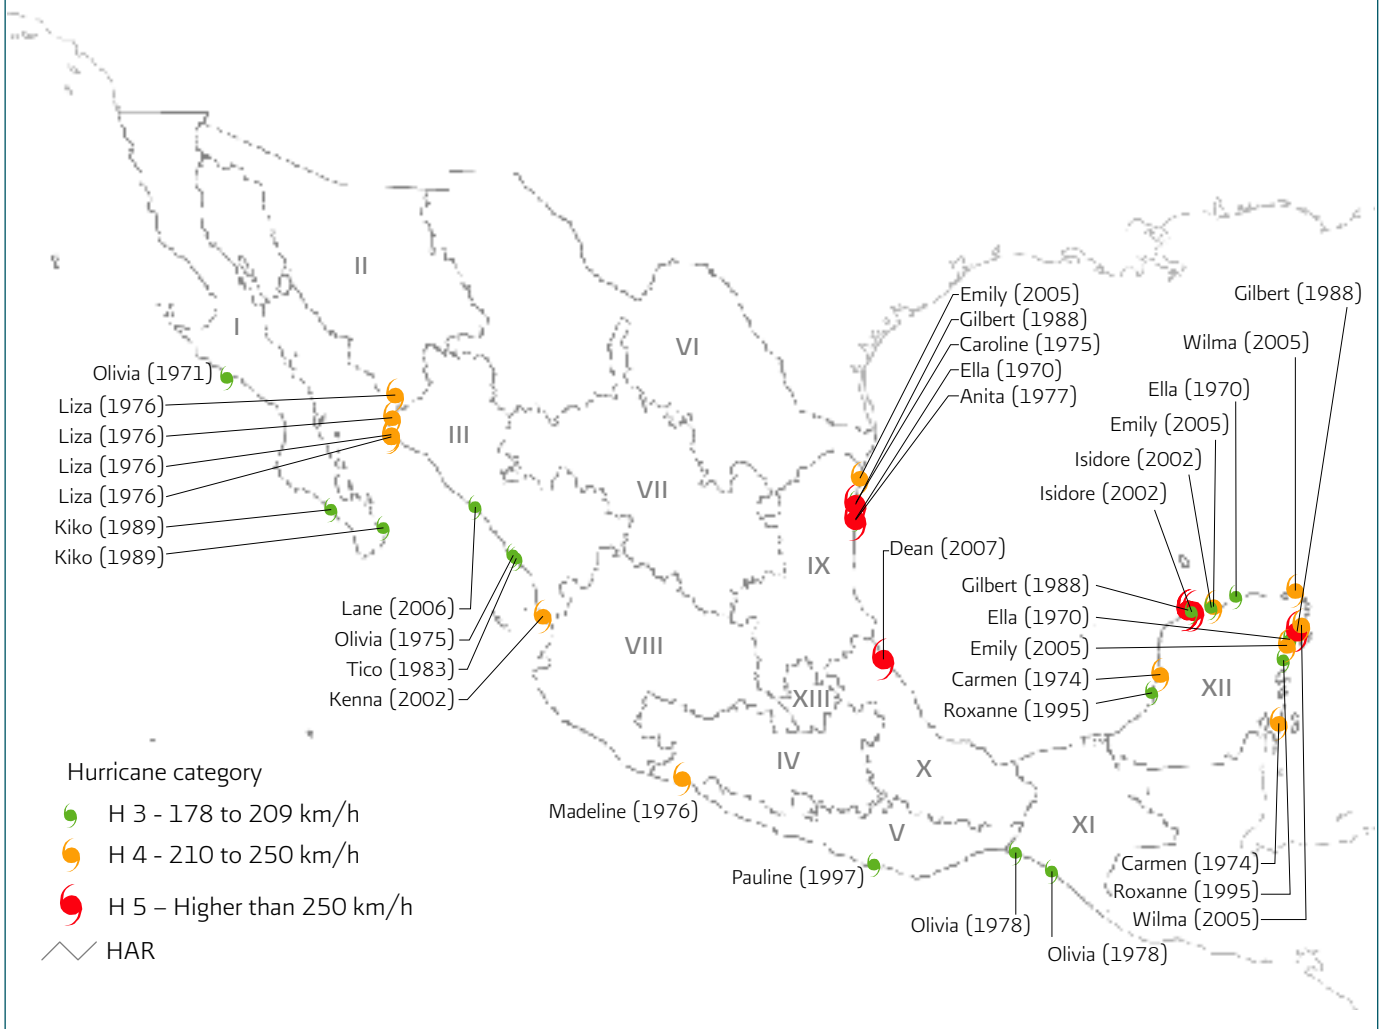 Emily (2005)
Gilbert (1988)
Gilbert (1988)
Caroline (1975)
Wilma (2005)
Ella (1970)
Anita (1977)
Ella (1970)
Emily (2005)
Isidore (2002)
Isidore (2002)
II
I
VI
Olivia (1971)
Liza (1976)
Liza (1976)
Liza (1976)
Liza (1976)
Kiko (1989)
Kiko (1989)
III
VII
IX
Dean (2007)
Gilbert (1988)
Ella (1970)
Emily (2005)
Carmen (1974)
Roxanne (1995)
XII
Lane (2006)
Olivia (1975)
Tico (1983)
Kenna (2002)
VIII
XIII
IV
X
V
XI
Madeline (1976)
Pauline (1997)
Olivia (1978)
Olivia (1978)
Carmen (1974)
Roxanne (1995)
Wilma (2005)
Hurricane category
H 3 - 178 to 209 km/h
H 4 - 210 to 250 km/h
H 5 – Higher than 250 km/h
HAR